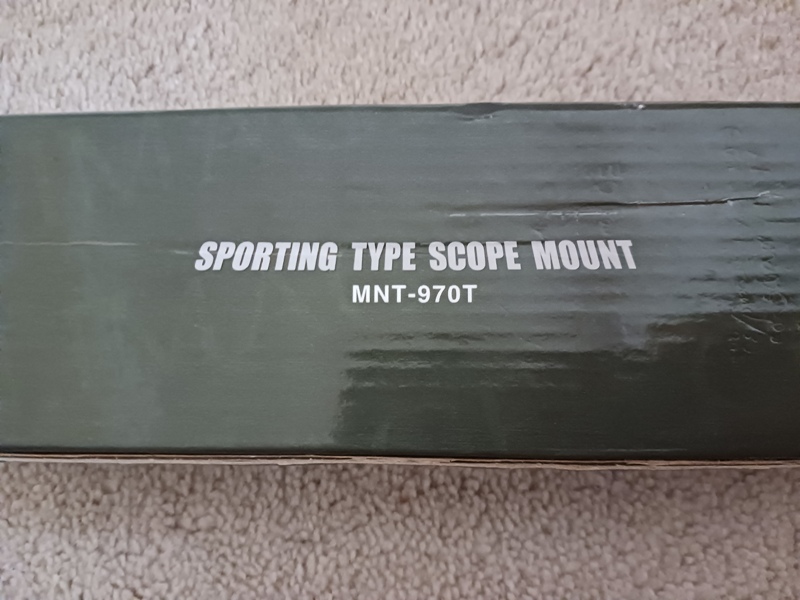 SPORTING TYPE SCOPE MOUNT
MNT-970T